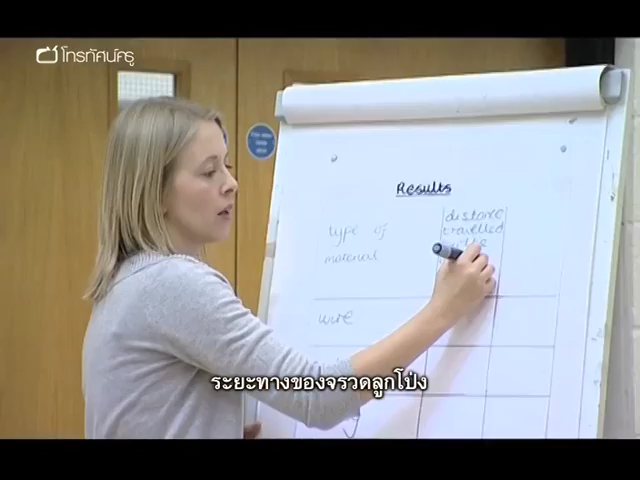 โทรทัศน์ครู
Results
distance
travelled
type of
material
wire
ระยะทางของจรวดลูกโป่ง